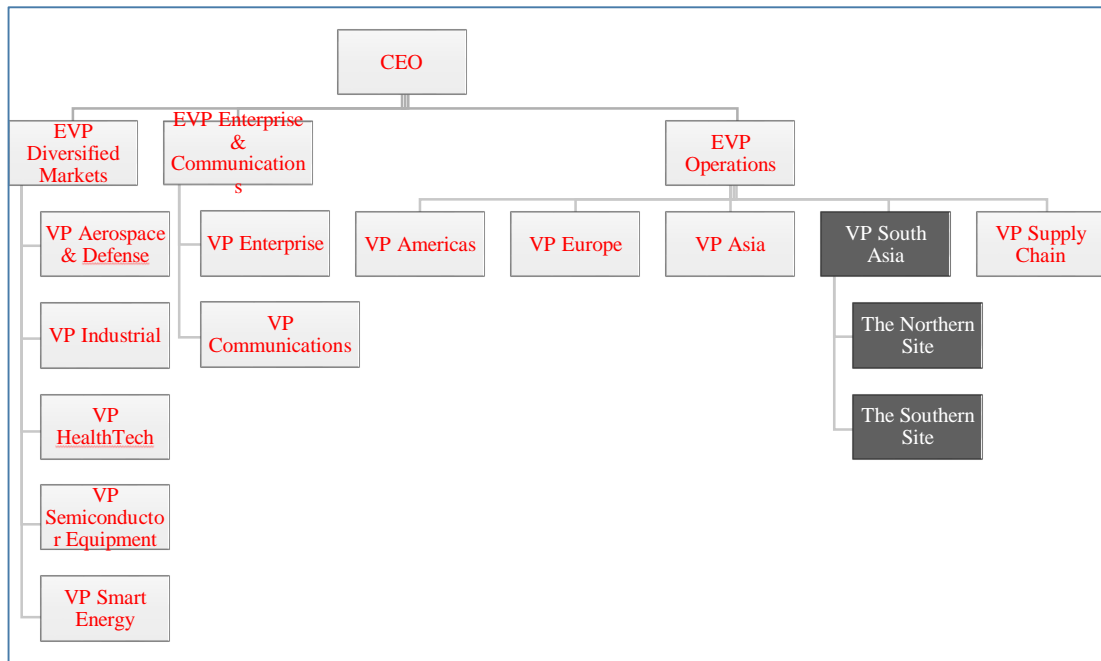 CEO
EVP
Diversified
Markets
EVP Enterprise
&
Communication
s
EVP
Operations
VP Aerospace
& Defense
VP Industrial
VP
HealthTech
VP
Semiconducto
r Equipment
VP Smart
Energy
VP Enterprise
VP
Communications
VP Americas
VP Europe
VP Asia
VP South
Asia
The Northern
Site
The Southern
Site
VP Supply
Chain